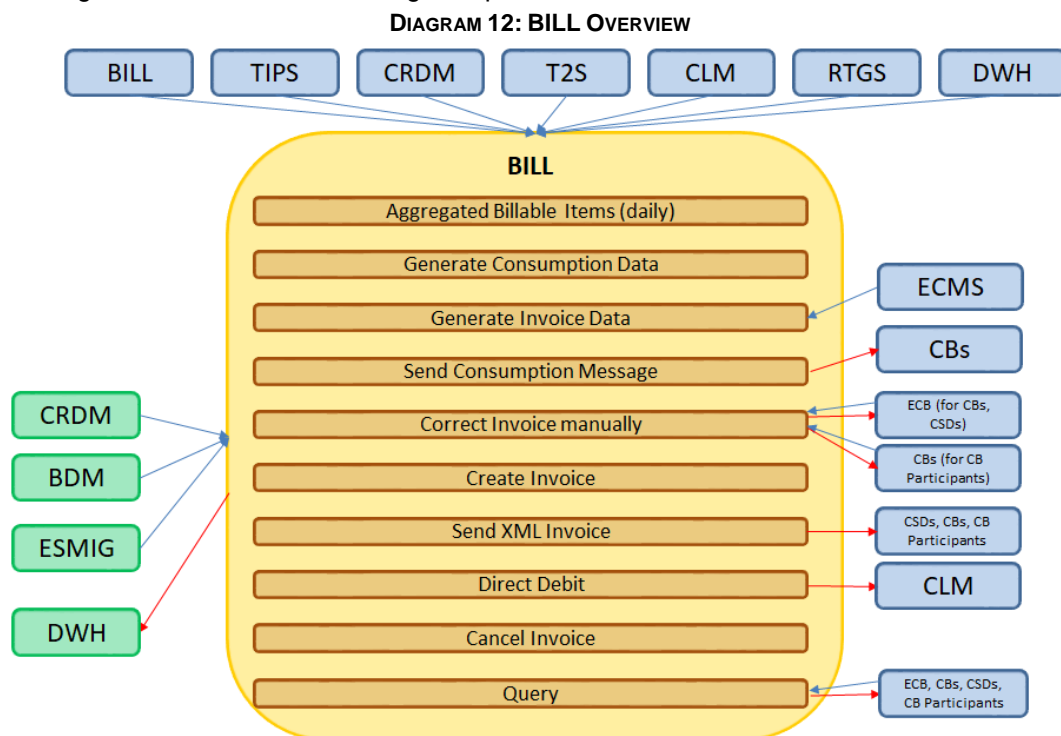 DIAGRAM 12: BILL OVERVIEW
BILL
TIPS
CRDM
T2S
CLM
RTGS
DWH
BILL
Aggregated Billable Items (daily)
Generate Consumption Data
Generate Invoice Data
Send Consumption Message
Correct Invoice manually
Create Invoice
Send XML Invoice
Direct Debit
Cancel Invoice
Query
CRDM
BDM
ESMIG
DWH
ECMS
CBs
ECB (for CBs,
CSDs)
CBs (for CB
Participants)
CSDs, CBs, CB
Participants
CLM
ECB, CBs, CSDs,
CB Participants